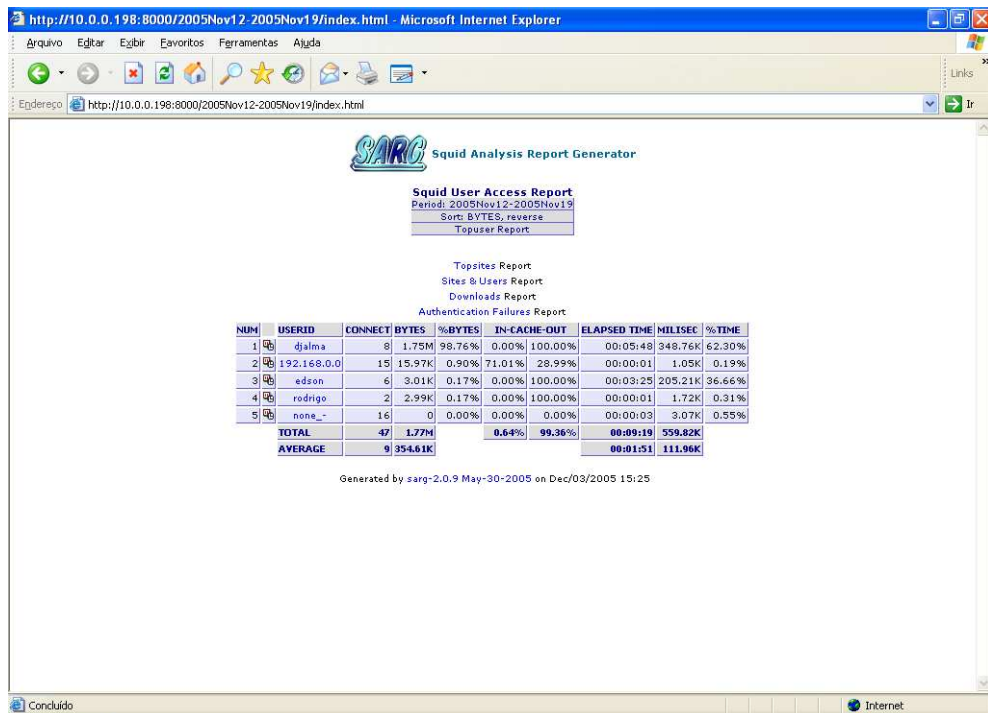 http://10.0.0.198:8000/2005Nov12-2005Nov19/index.html - Microsoft Internet Explorer
Arquivo Editar Exibir Favoritos Ferramentas Ajuda
Links
Endereço http://10.0.0.198:8000/2005Nov12-2005Nov19/index.html Ir
SARG Squid Analysis Report Generator
Squid User Access Report
Period: 2005Nov12-2005Nov19
Sort: BYTES, reverse
Topuser Report
Topsites Report
Sites & Users Report
Downloads Report
Authentication Failures Report
NUM USERID CONNECT BYTES %BYTES IN-CACHE-OUT ELAPSED TIME MILISEC %TIME
1 djalma 8 1.75M 98.76% 0.00% 100.00% 00:05:48 348.76K 62.30%
2 192.168.0.0 15 15.97K 0.90% 71.01% 28.99% 00:00:01 1.05K 0.19%
3 edson 6 3.01K 0.17% 0.00% 100.00% 00:03:25 205.21K 36.66%
4 rodrigo 2 2.99K 0.17% 0.00% 100.00% 00:00:01 1.72K 0.31%
5 none_- 16 0 0.00% 0.00% 0.00% 00:00:03 3.07K 0.55%
TOTAL 47 1.77M 0.64% 99.36% 00:09:19 559.82K
AVERAGE 9 354.61K 00:01:51 111.96K
Generated by sarg-2.0.9 May-30-2005 on Dec/03/2005 15:25
Concluído Internet